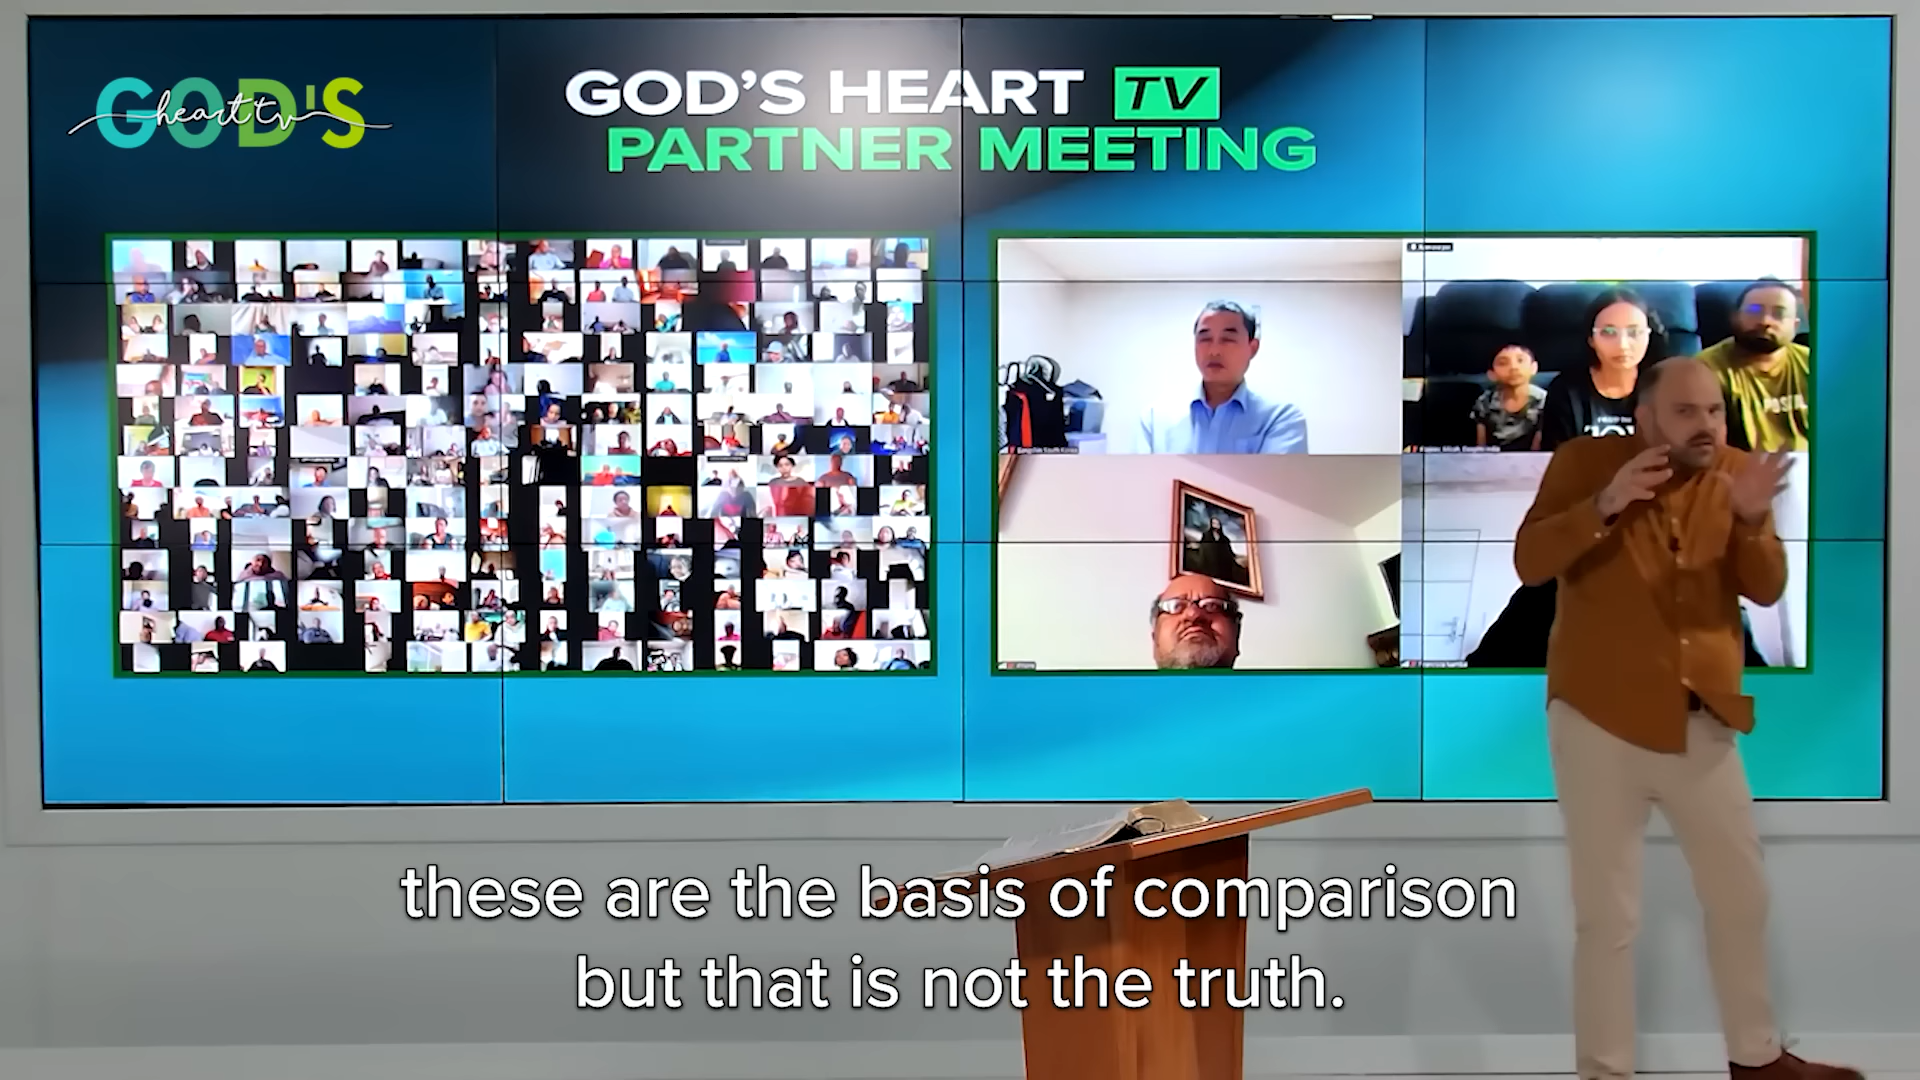 GOD'S
heart tv
GOD'S HEART TV
PARTNER MEETING
these are the basis of comparison
but that is not the truth.